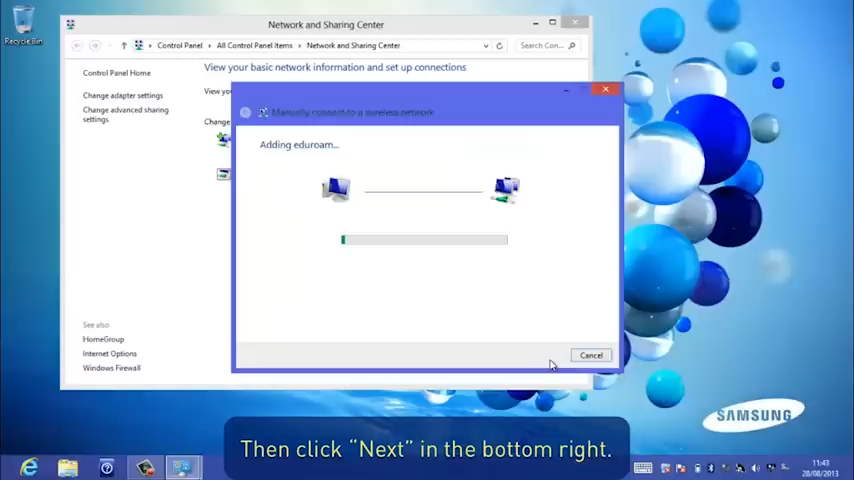 Recycle Bin
Network and Sharing Center
Control Panel
All Control Panel Items
Network and Sharing Center
Search Con...
Control Panel Home
Change adapter settings
Change advanced sharing
settings
View your basic network information and set up connections
View you
Change
Manually connect to a wireless network
Adding eduroam...
Cancel
See also
HomeGroup
Internet Options
Windows Firewall
SAMSUNG
Then click “Next” in the bottom right.
11:43
28/08/2013